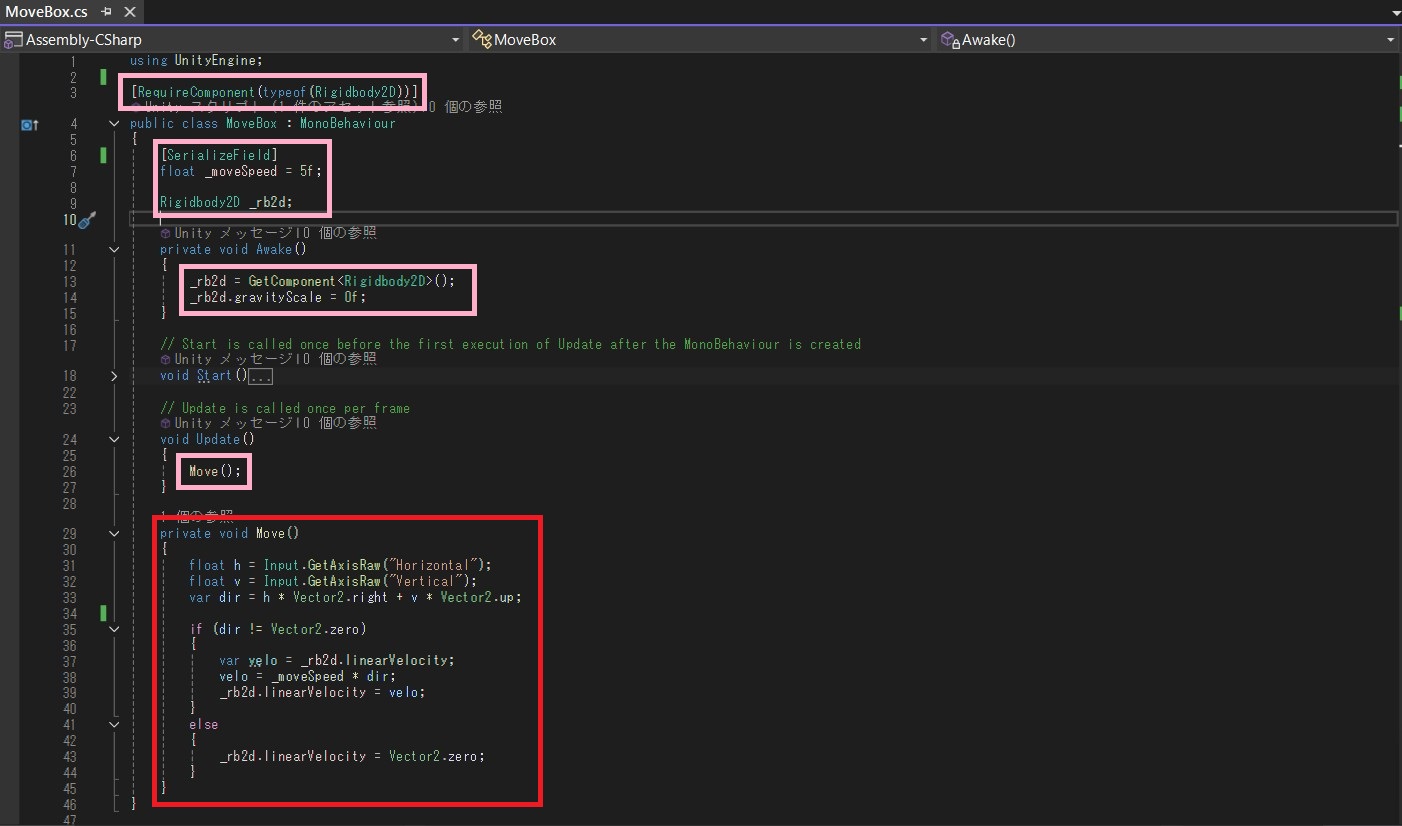 MoveBox.cs
Assembly-CSharp
MoveBox
Awake()
1 using UnityEngine;
2
3 [RequireComponent(typeof(Rigidbody2D))]
Unity スクリプト (1 件のアセット参照)|0 個の参照
4 public class MoveBox : MonoBehaviour
5 {
6 [SerializeField]
7 float _moveSpeed = 5f;
8
9 Rigidbody2D _rb2d;
10
Unity メッセージ|0 個の参照
11 private void Awake()
12 {
13 _rb2d = GetComponent<Rigidbody2D>();
14 _rb2d.gravityScale = 0f;
15 }
16
17 // Start is called once before the first execution of Update after the MonoBehaviour is created
Unity メッセージ|0 個の参照
18 void Start()...
22
23 // Update is called once per frame
Unity メッセージ|0 個の参照
24 void Update()
25 {
26 Move();
27 }
28
1 個の参照
29 private void Move()
30 {
31 float h = Input.GetAxisRaw("Horizontal");
32 float v = Input.GetAxisRaw("Vertical");
33 var dir = h * Vector2.right + v * Vector2.up;
34
35 if (dir != Vector2.zero)
36 {
37 var velo = _rb2d.linearVelocity;
38 velo = _moveSpeed * dir;
39 _rb2d.linearVelocity = velo;
40 }
41 else
42 {
43 _rb2d.linearVelocity = Vector2.zero;
44 }
45 }
46 }
47